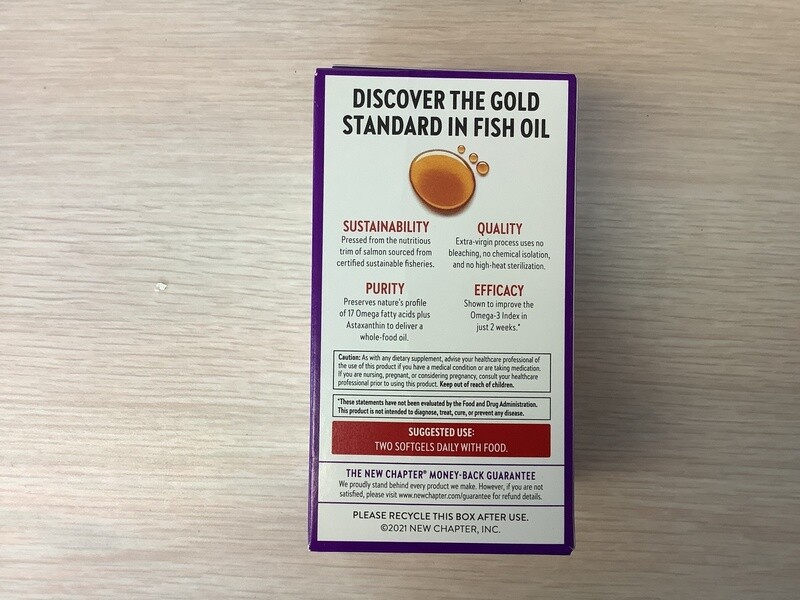 DISCOVER THE GOLD
STANDARD IN FISH OIL
SUSTAINABILITY
Pressed from the nutritious
trim of salmon sourced from
certified sustainable fisheries.
QUALITY
Extra-virgin process uses no
bleaching, no chemical isolation,
and no high-heat sterilization.
PURITY
Preserves nature's profile
of 17 Omega fatty acids plus
Astaxanthin to deliver a
whole-food oil.
EFFICACY
Shown to improve the
Omega-3 Index in
just 2 weeks.*
Caution: As with any dietary supplement, advise your healthcare professional of
the use of this product if you have a medical condition or are taking medication.
If you are nursing, pregnant, or considering pregnancy, consult your healthcare
professional prior to using this product. Keep out of reach of children.
*These statements have not been evaluated by the Food and Drug Administration.
This product is not intended to diagnose, treat, cure, or prevent any disease.
SUGGESTED USE:
TWO SOFTGELS DAILY WITH FOOD.
THE NEW CHAPTER® MONEY-BACK GUARANTEE
We proudly stand behind every product we make. However, if you are not
satisfied, please visit www.newchapter.com/guarantee for refund details.
PLEASE RECYCLE THIS BOX AFTER USE.
©2021 NEW CHAPTER, INC.